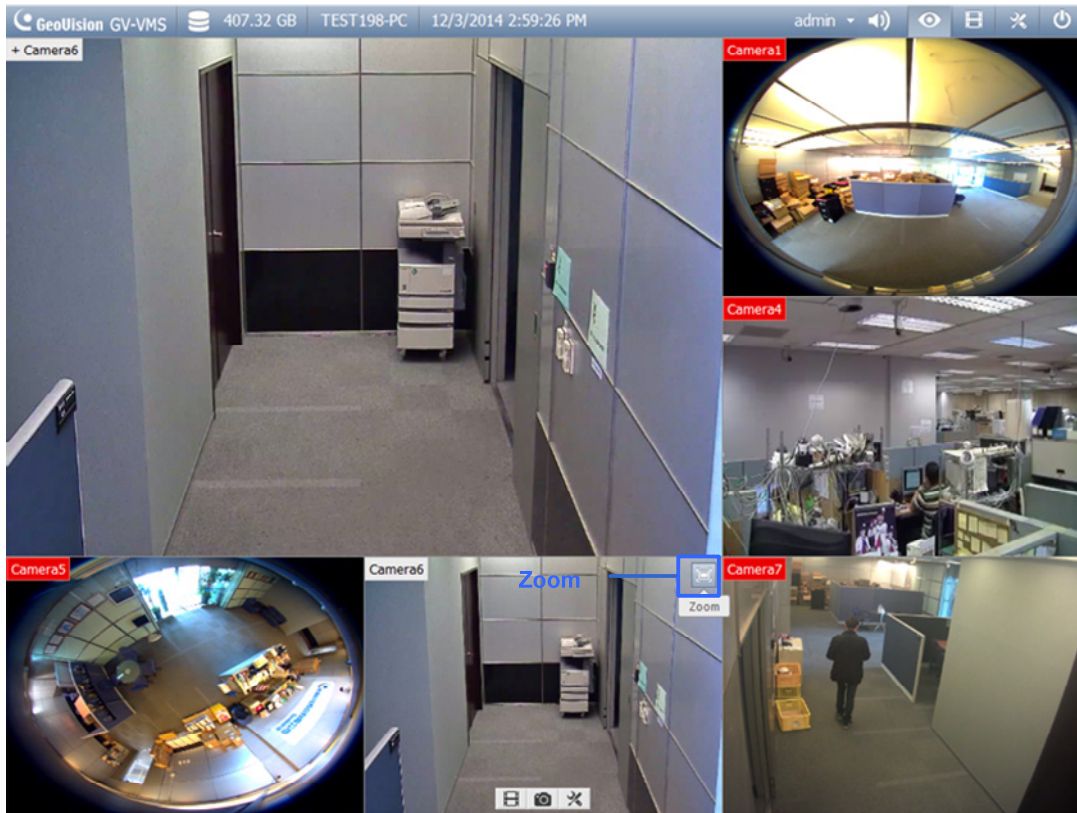 GeoVision GV-VMS 407.32 GB TEST198-PC 12/3/2014 2:59:26 PM admin
+ Camera6
Camera1
Camera4
Camera5
Camera6
Zoom
Zoom
Camera7